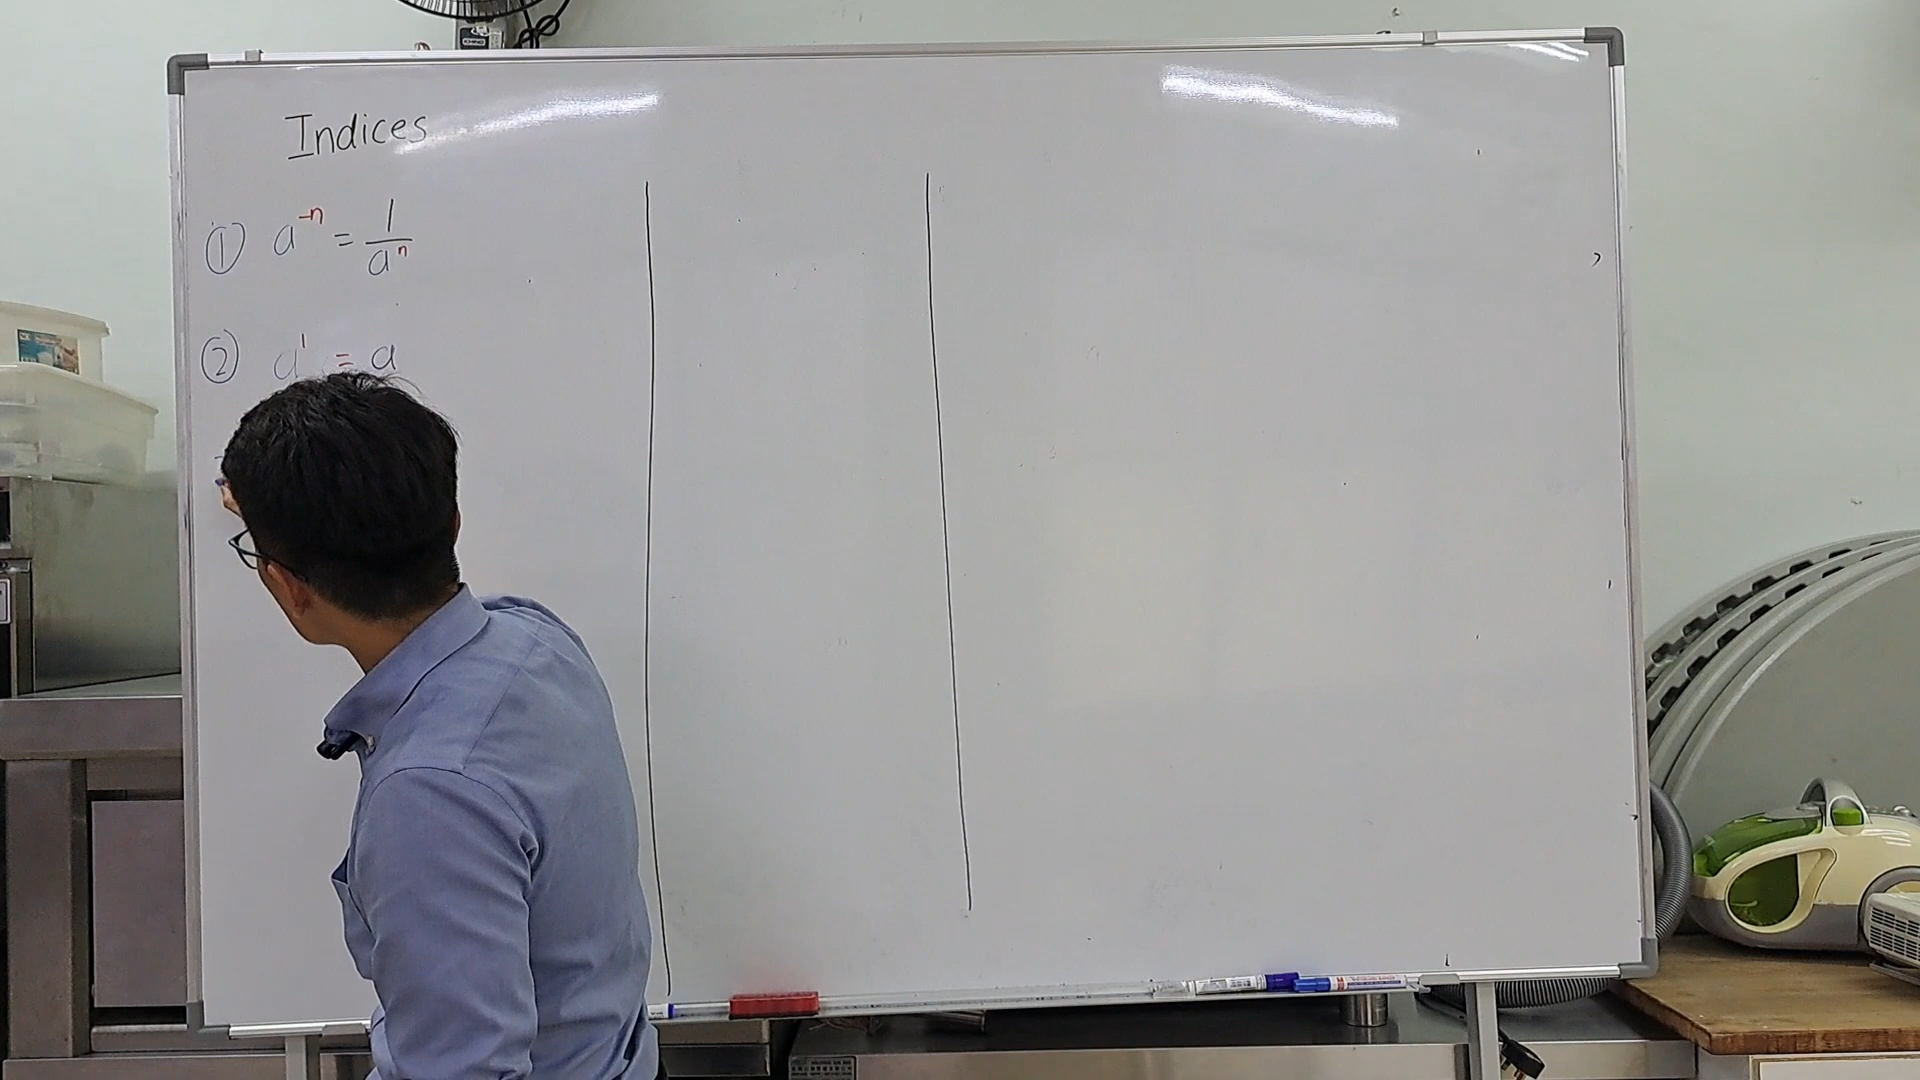 Indices
① a⁻ⁿ = 1/aⁿ
② a¹ = a